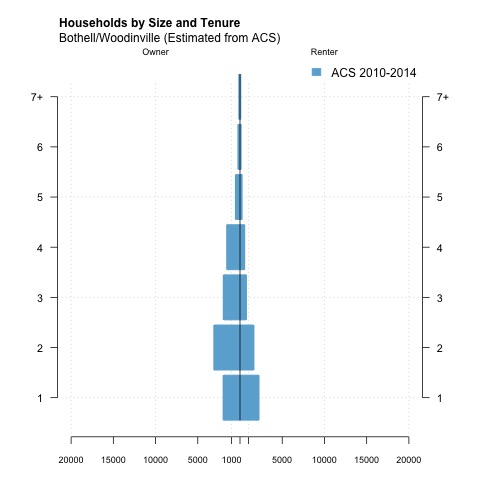 Households by Size and Tenure
Bothell/Woodinville (Estimated from ACS)
Owner Renter
ACS 2010-2014
7+ 7+
6 6
5 5
4 4
3 3
2 2
1 1
20000 15000 10000 5000 1000 5000 10000 15000 20000